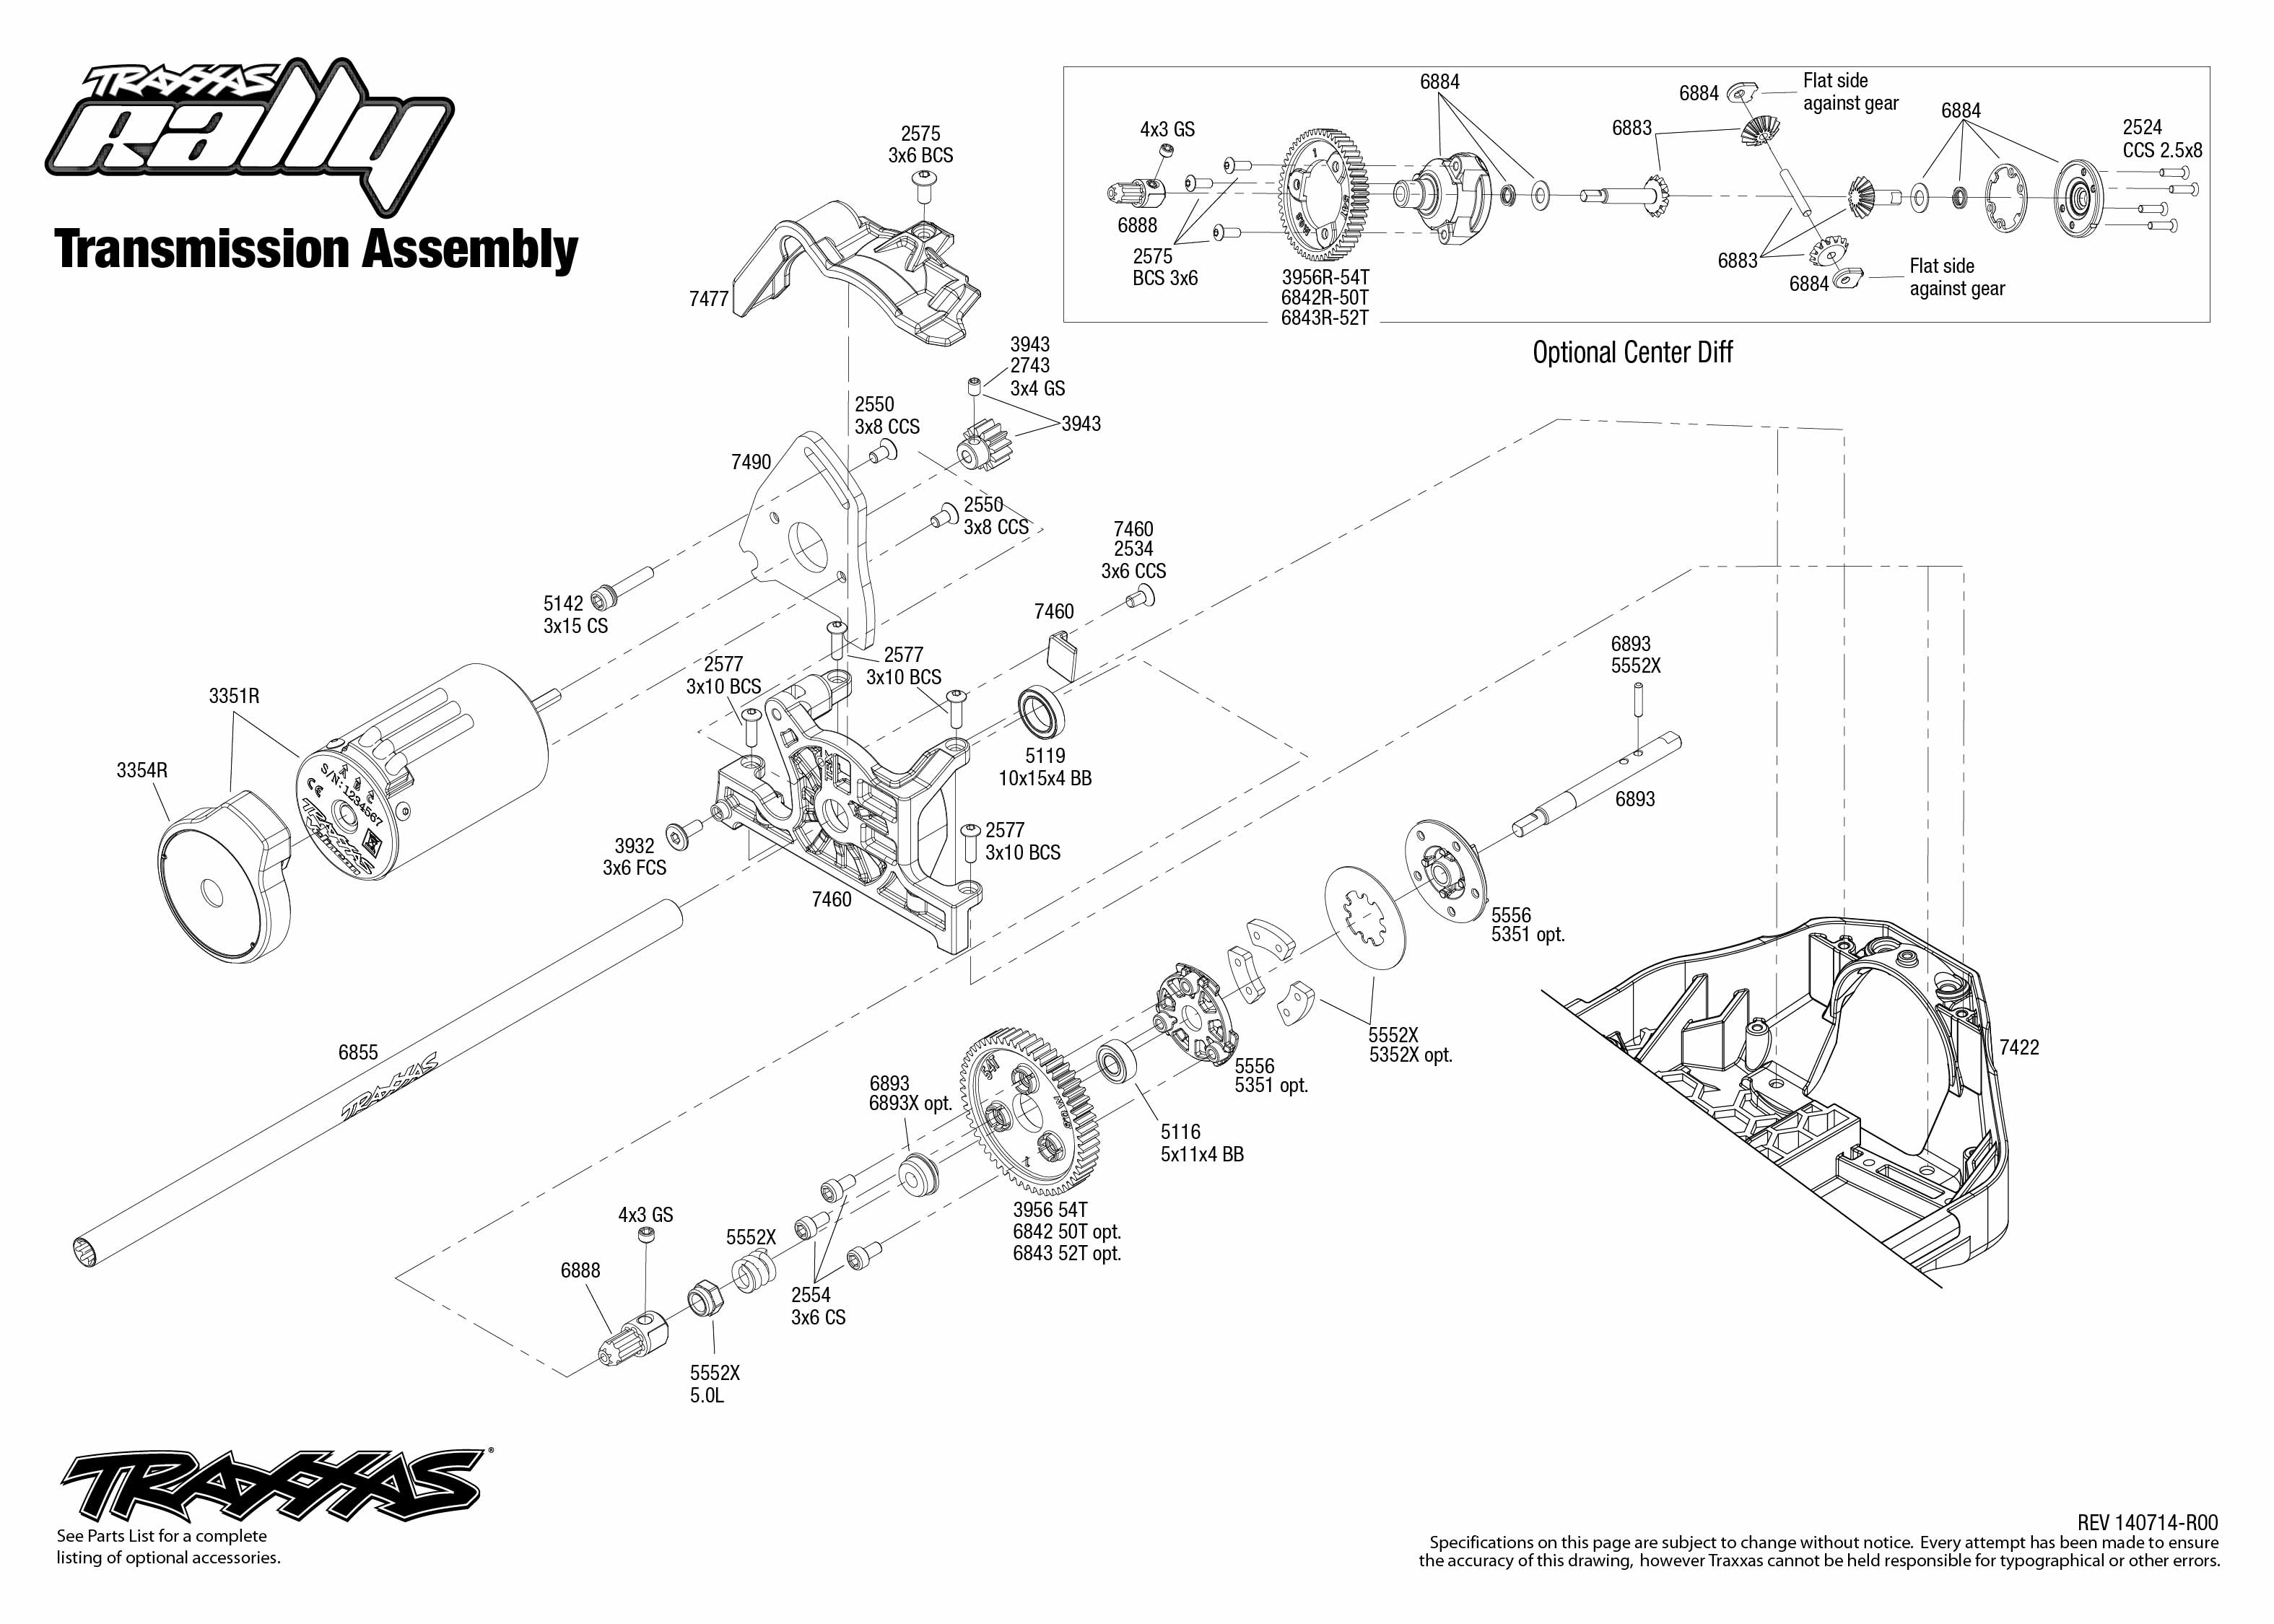 TRAXXAS
Rally
Transmission Assembly
2575
3x6 BCS
7477
3943
2743
3x4 GS
3943
2550
3x8 CCS
7490
2550
3x8 CCS
5142
3x15 CS
7460
2534
3x6 CCS
7460
2577
3x10 BCS
2577
3x10 BCS
3351R
3354R
S/N:1234567
A B C
CE
TRAXXAS
5119
10x15x4 BB
3932
3x6 FCS
2577
3x10 BCS
7460
6893
5552X
6893
5556
5351 opt.
5552X
5352X opt.
5556
5351 opt.
7422
6855
TRAXXAS
6893
6893X opt.
54T
1
5116
5x11x4 BB
3956 54T
6842 50T opt.
6843 52T opt.
4x3 GS
5552X
6888
2554
3x6 CS
5552X
5.0L
4x3 GS
6888
2575
BCS 3x6
1
54T
3956R-54T
6842R-50T
6843R-52T
6884
6883
6884
Flat side
against gear
6883
6884
Flat side
against gear
6884
2524
CCS 2.5x8
Optional Center Diff
TRAXXAS®
See Parts List for a complete
listing of optional accessories.
REV 140714-R00
Specifications on this page are subject to change without notice. Every attempt has been made to ensure
the accuracy of this drawing, however Traxxas cannot be held responsible for typographical or other errors.